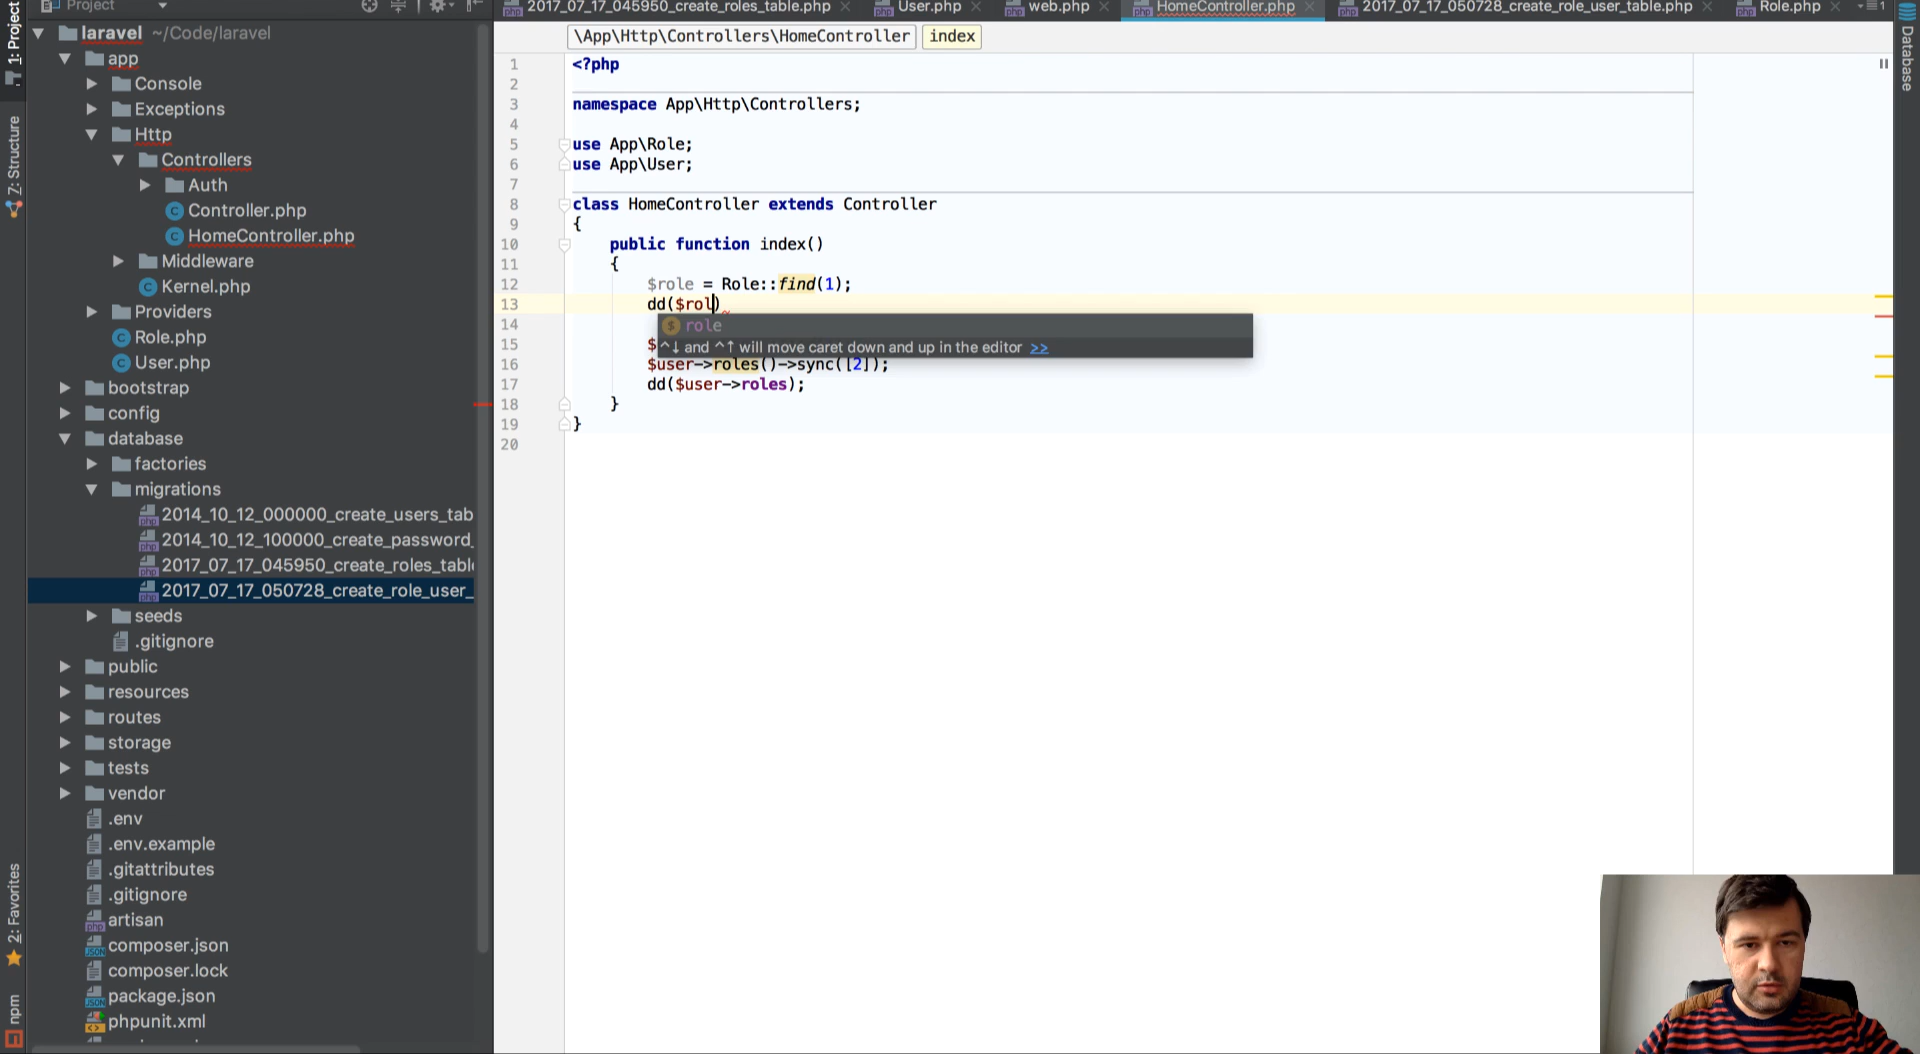 Project
2017_07_17_045950_create_roles_table.php
User.php
web.php
HomeController.php
2017_07_17_050728_create_role_user_table.php
Role.php
1
1: Project
7: Structure
2: Favorites
npm
Database
laravel ~/Code/laravel
app
Console
Exceptions
Http
Controllers
Auth
Controller.php
HomeController.php
Middleware
Kernel.php
Providers
Role.php
User.php
bootstrap
config
database
factories
migrations
2014_10_12_000000_create_users_tab
2014_10_12_100000_create_password_
2017_07_17_045950_create_roles_tabl
2017_07_17_050728_create_role_user_
seeds
.gitignore
public
resources
routes
storage
tests
vendor
.env
.env.example
.gitattributes
.gitignore
artisan
composer.json
composer.lock
package.json
phpunit.xml
\App\Http\Controllers\HomeController index
1 <?php
2
3 namespace App\Http\Controllers;
4
5 use App\Role;
6 use App\User;
7
8 class HomeController extends Controller
9 {
10 public function index()
11 {
12 $role = Role::find(1);
13 dd($rol)
14
role
^↓ and ^↑ will move caret down and up in the editor >>
15 $
16 $user->roles()->sync([2]);
17 dd($user->roles);
18 }
19 }
20